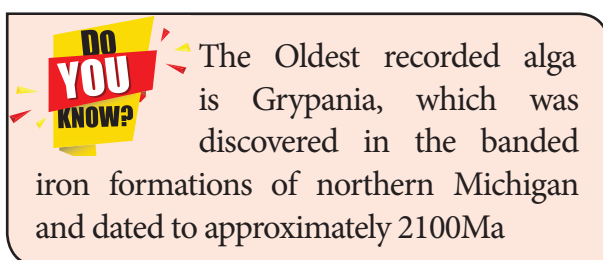 DO
YOU
KNOW?
The Oldest recorded alga
is Grypania, which was
discovered in the banded
iron formations of northern Michigan
and dated to approximately 2100Ma